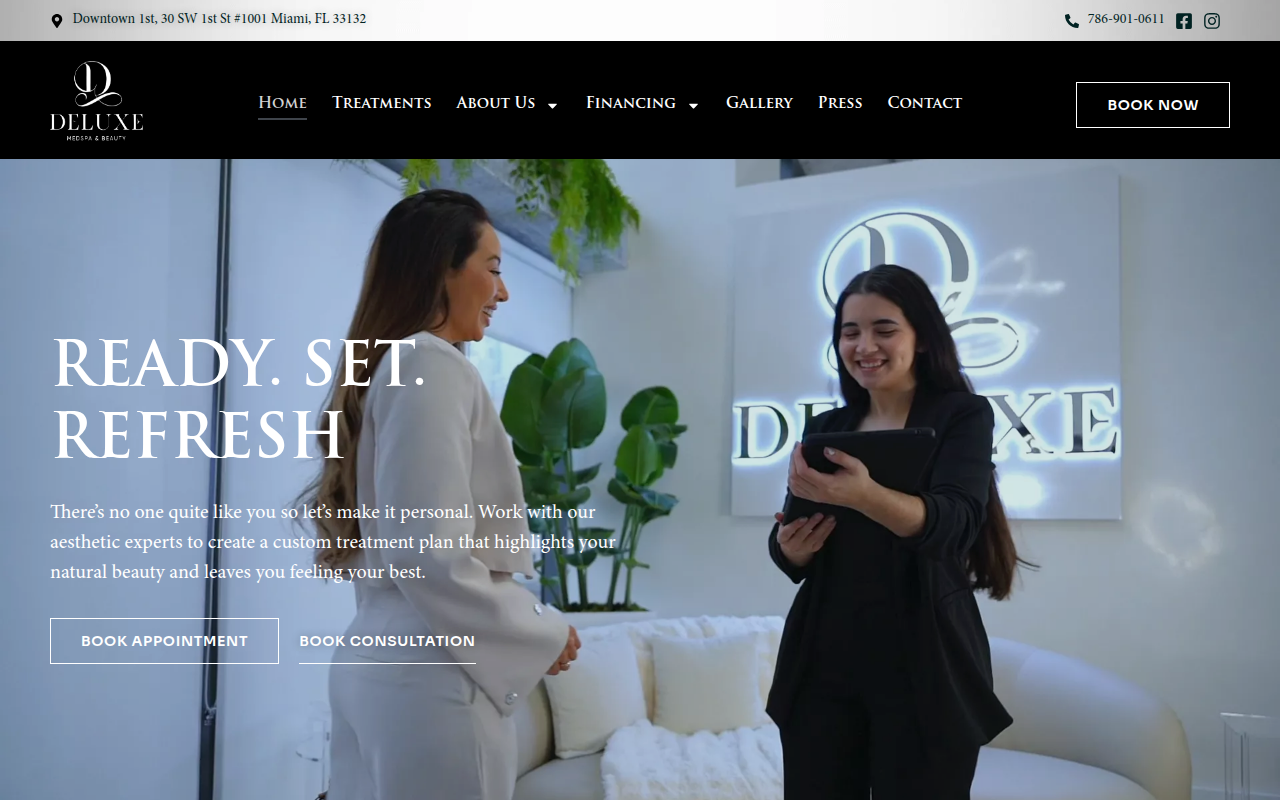 Downtown 1st, 30 SW 1st St #1001 Miami, FL 33132
786-901-0611
DELUXE
MEDSPA & BEAUTY
Home Treatments About Us Financing Gallery Press Contact
BOOK NOW
READY. SET.
REFRESH
There's no one quite like you so let's make it personal. Work with our
aesthetic experts to create a custom treatment plan that highlights your
natural beauty and leaves you feeling your best.
BOOK APPOINTMENT BOOK CONSULTATION